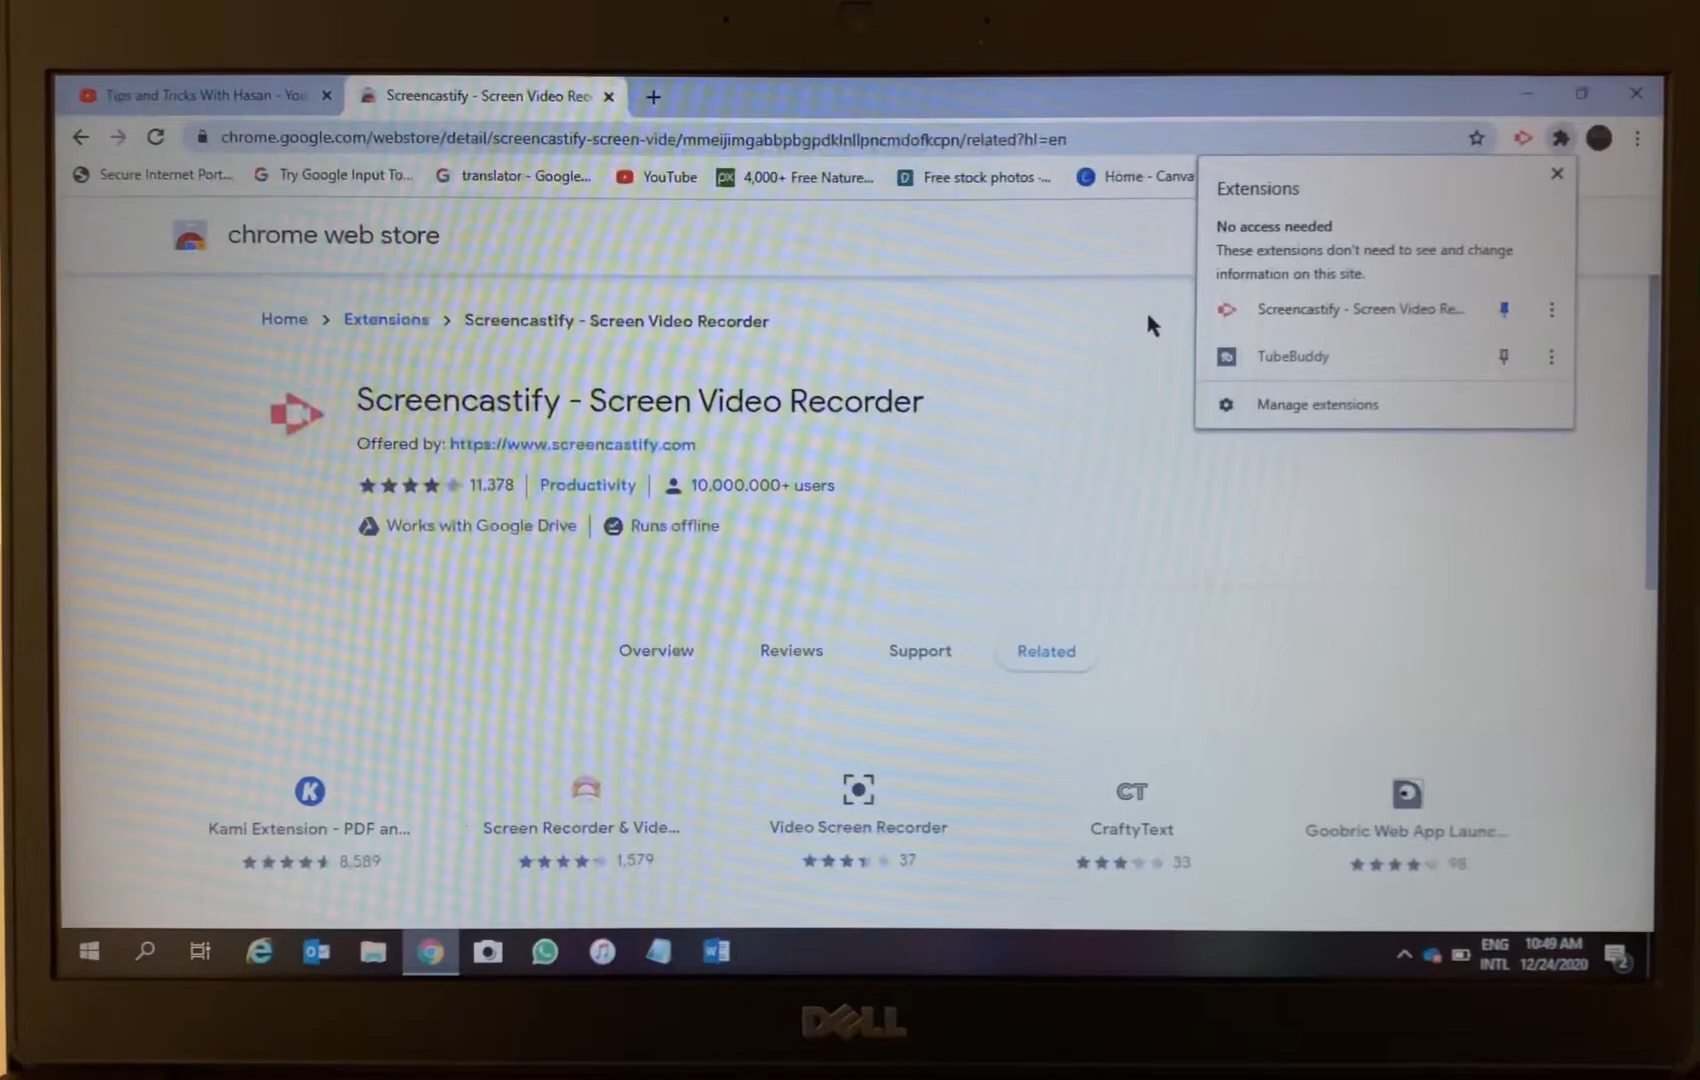 Tips and Tricks With Hasan - You
Screencastify - Screen Video Rec
chrome.google.com/webstore/detail/screencastify-screen-vide/mmeijimgabbpbgpdklnllpncmdofkcpn/related?hl=en
Secure Internet Port...
Try Google Input To...
translator - Google...
YouTube
4,000+ Free Nature...
Free stock photos -...
Home - Canva
chrome web store
Extensions
No access needed
These extensions don't need to see and change
information on this site.
Screencastify - Screen Video Re...
TubeBuddy
Manage extensions
Home > Extensions > Screencastify - Screen Video Recorder
Screencastify - Screen Video Recorder
Offered by: https://www.screencastify.com
11,378 | Productivity | 10,000,000+ users
Works with Google Drive | Runs offline
Overview Reviews Support Related
Kami Extension - PDF an...
8,589
Screen Recorder & Vide...
1,579
Video Screen Recorder
37
CraftyText
33
Goobric Web App Launc...
98
ENG 10:49 AM
INTL 12/24/2020
DELL